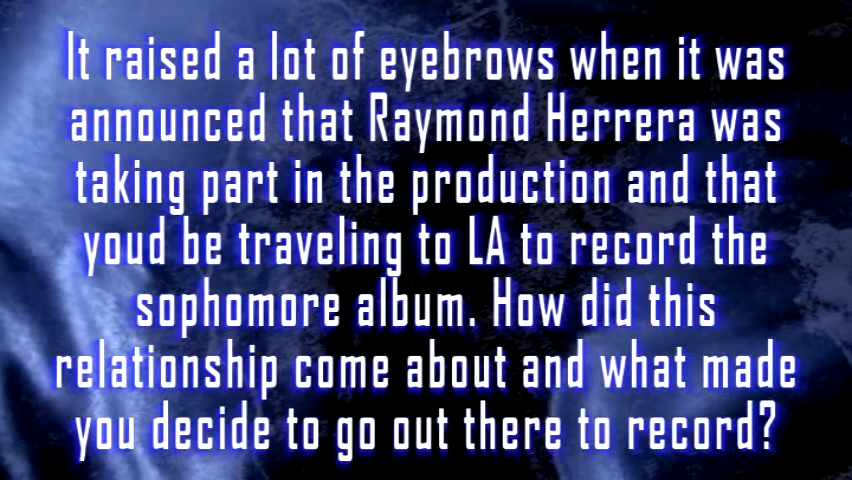 It raised a lot of eyebrows when it was
announced that Raymond Herrera was
taking part in the production and that
youd be traveling to LA to record the
sophomore album. How did this
relationship come about and what made
you decide to go out there to record?